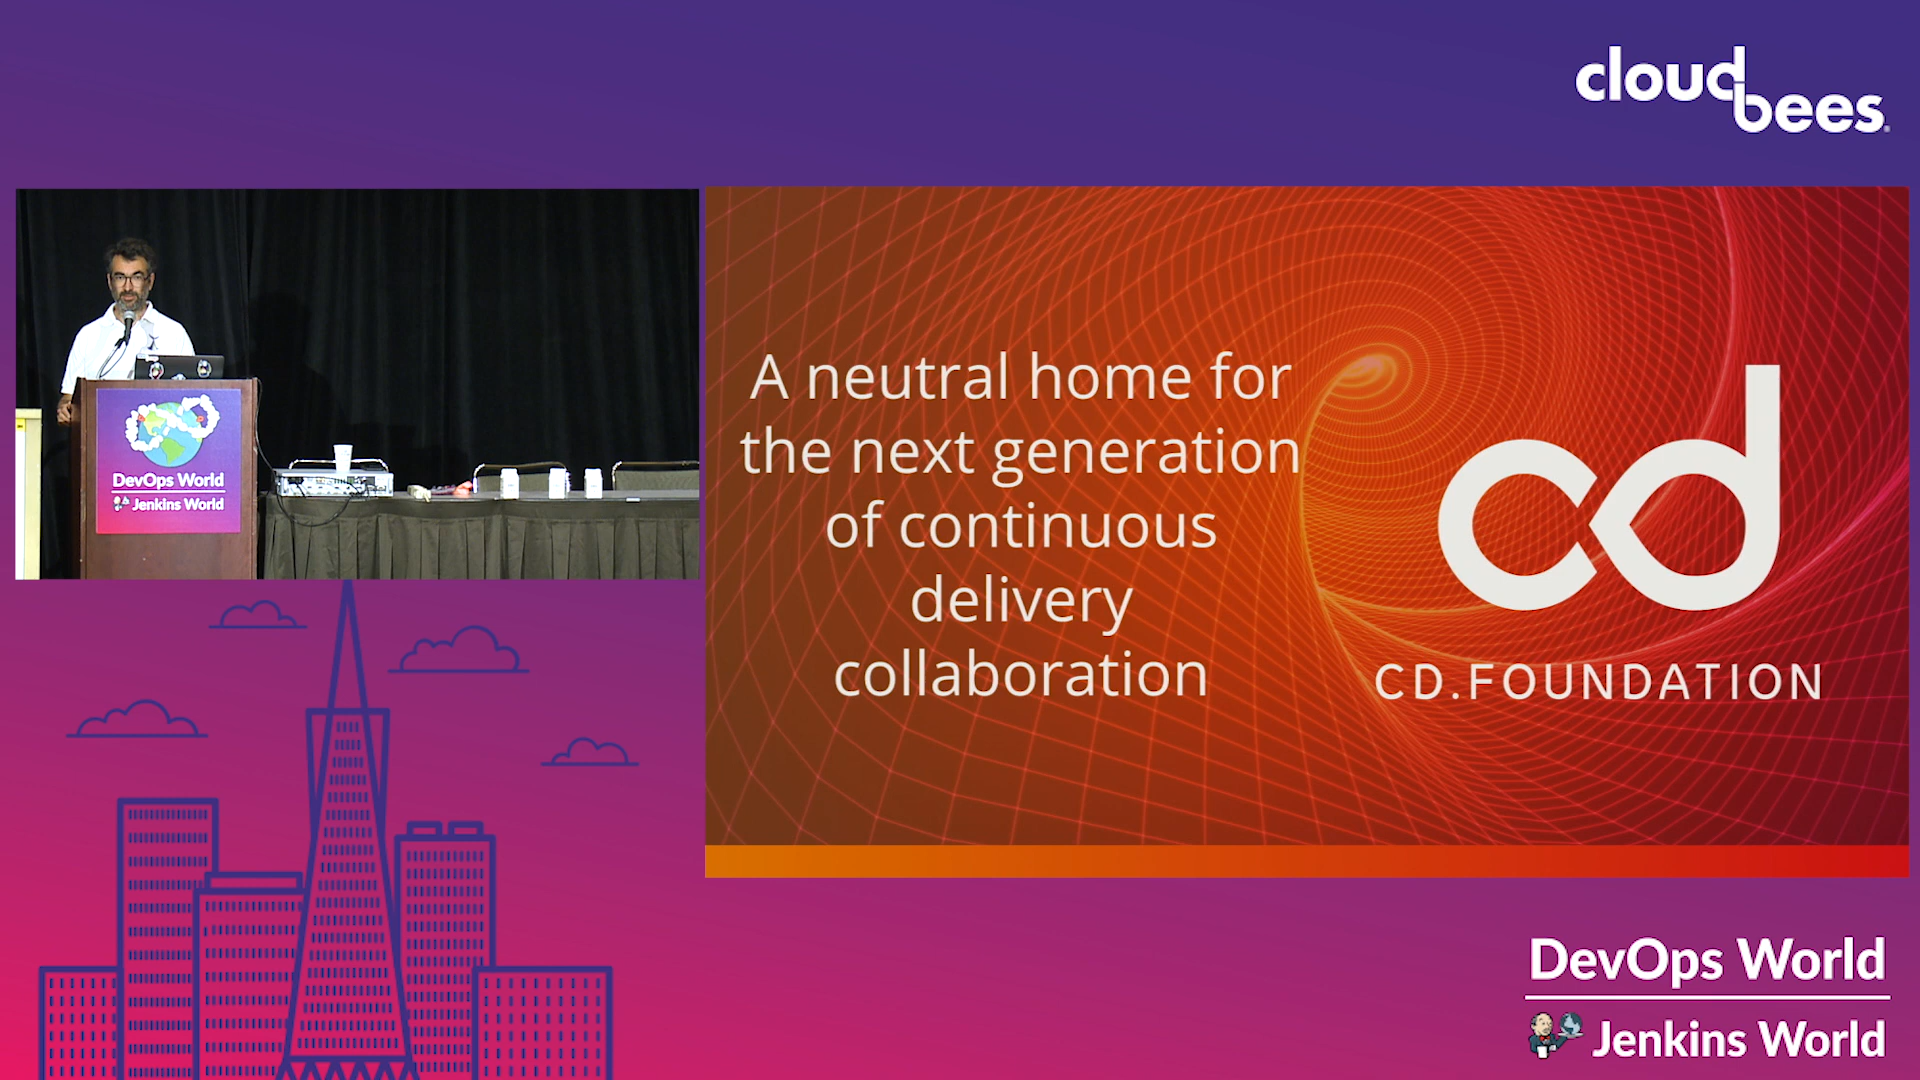 cloudbees
DevOps World
Jenkins World
A neutral home for
the next generation
of continuous
delivery
collaboration
cd
CD.FOUNDATION
DevOps World
Jenkins World